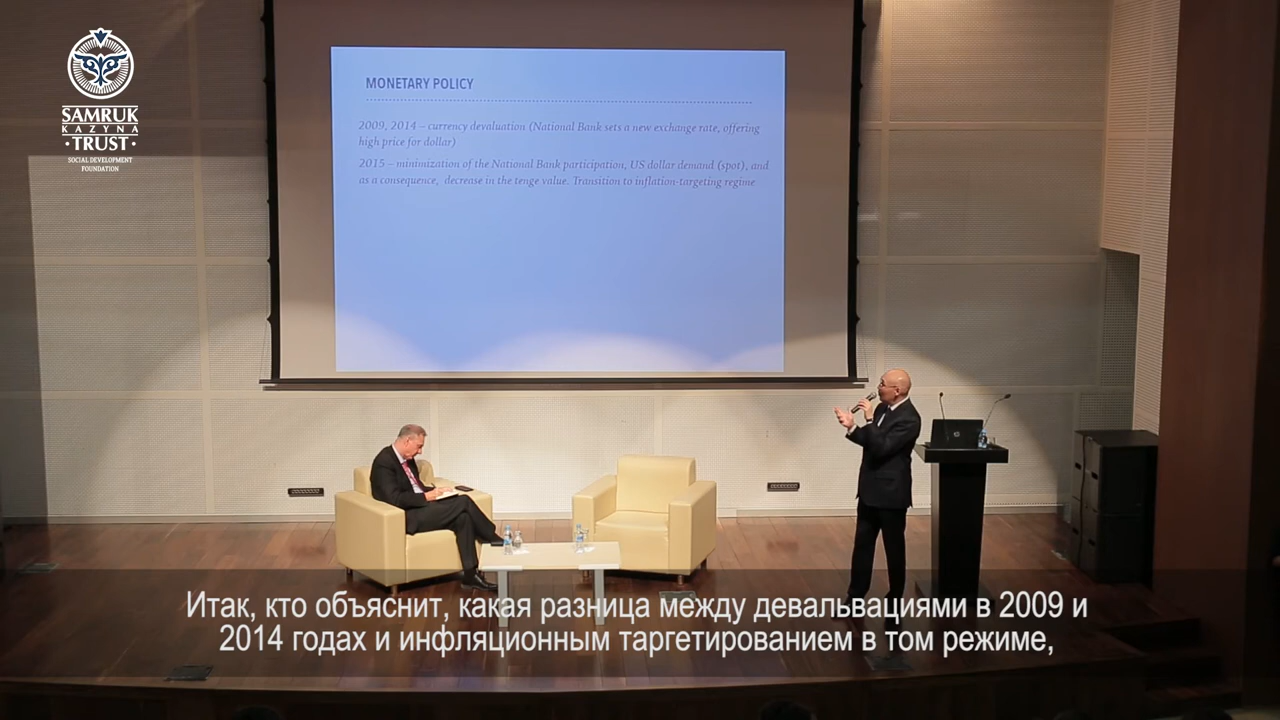 SAMRUK
KAZYNA
TRUST
SOCIAL DEVELOPMENT
FOUNDATION
MONETARY POLICY
2009, 2014 – currency devaluation (National Bank sets a new exchange rate, offering
high price for dollar)
2015 – minimization of the National Bank participation, US dollar demand (spot), and
as a consequence, decrease in the tenge value. Transition to inflation-targeting regime
Итак, кто объяснит, какая разница между девальвациями в 2009 и
2014 годах и инфляционным таргетированием в том режиме,